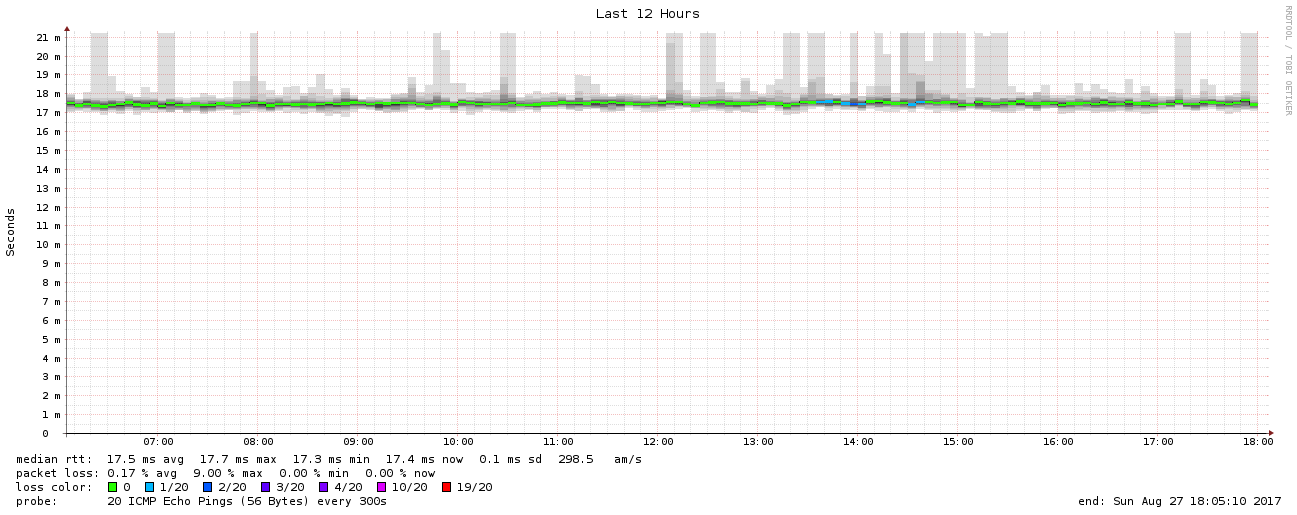 Last 12 Hours
RRDTOOL / TOBI OETIKER
Seconds
21 m
20 m
19 m
18 m
17 m
16 m
15 m
14 m
13 m
12 m
11 m
10 m
9 m
8 m
7 m
6 m
5 m
4 m
3 m
2 m
1 m
0
07:00 08:00 09:00 10:00 11:00 12:00 13:00 14:00 15:00 16:00 17:00 18:00
median rtt: 17.5 ms avg 17.7 ms max 17.3 ms min 17.4 ms now 0.1 ms sd 298.5 am/s
packet loss: 0.17 % avg 9.00 % max 0.00 % min 0.00 % now
loss color: 0 1/20 2/20 3/20 4/20 10/20 19/20
probe: 20 ICMP Echo Pings (56 Bytes) every 300s end: Sun Aug 27 18:05:10 2017